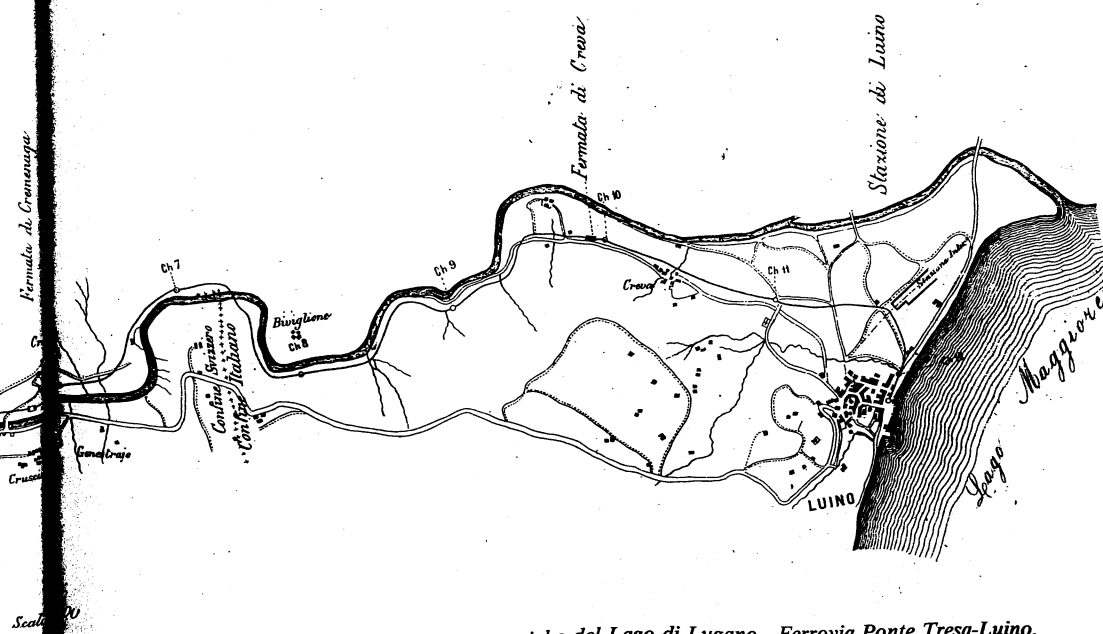 Fermata di Cremenaga
Fermata di Creva
Stazione di Luino
Ch 7
Ch 8
Ch 9
Ch 10
Ch 11
Biviglione
Confine Svizzero
Confine Italiano
Creva
LUINO
Lago Maggiore
del Lago di Lugano. Ferrovia Ponte Tresa-Luino.